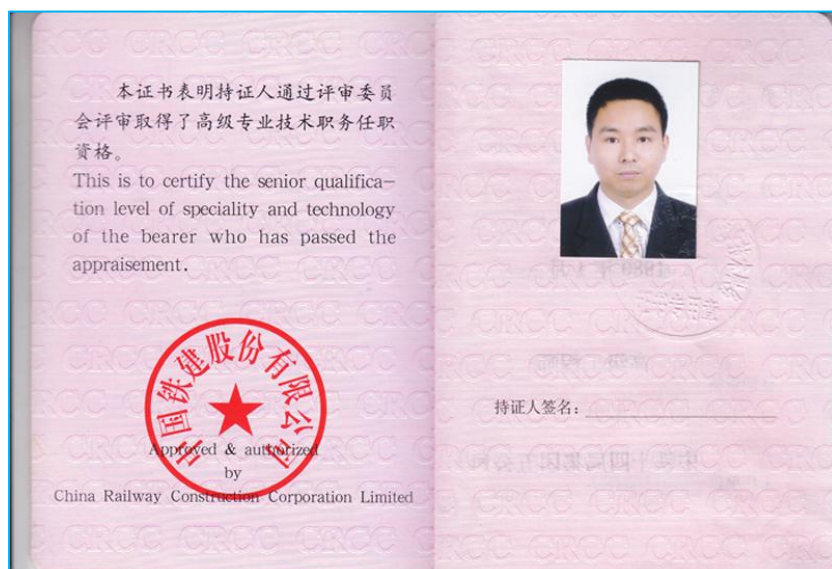 本证书表明持证人通过评审委员
会评审取得了高级专业技术职务任职
资格。
This is to certify the senior qualifica-
tion level of speciality and technology
of the bearer who has passed the
appraisement.
中国铁建股份有限公司
Approved & authorized
by
China Railway Construction Corporation Limited
持证人签名：
CRCC